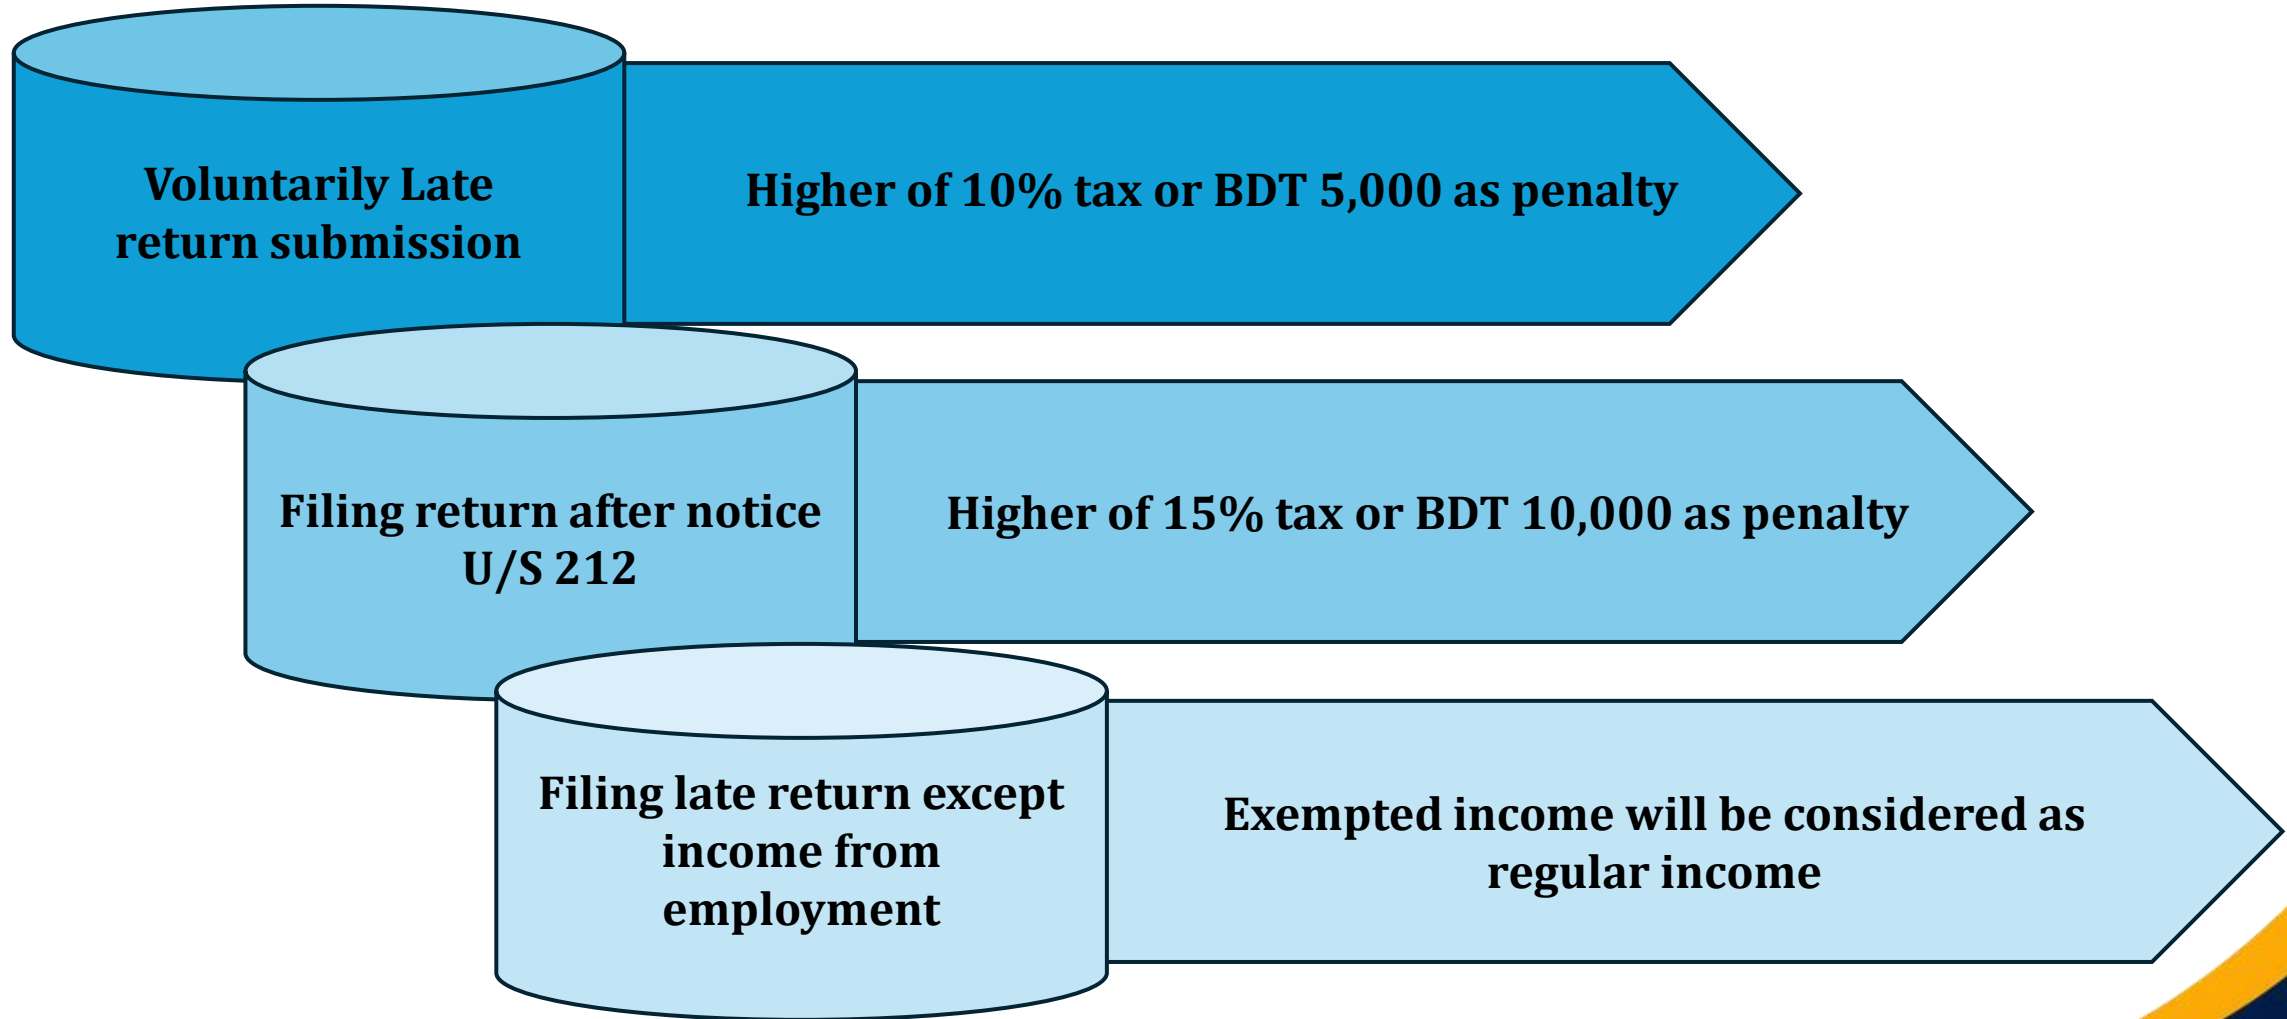 Voluntarily Late
return submission
Higher of 10% tax or BDT 5,000 as penalty
Filing return after notice
U/S 212
Higher of 15% tax or BDT 10,000 as penalty
Filing late return except
income from
employment
Exempted income will be considered as
regular income